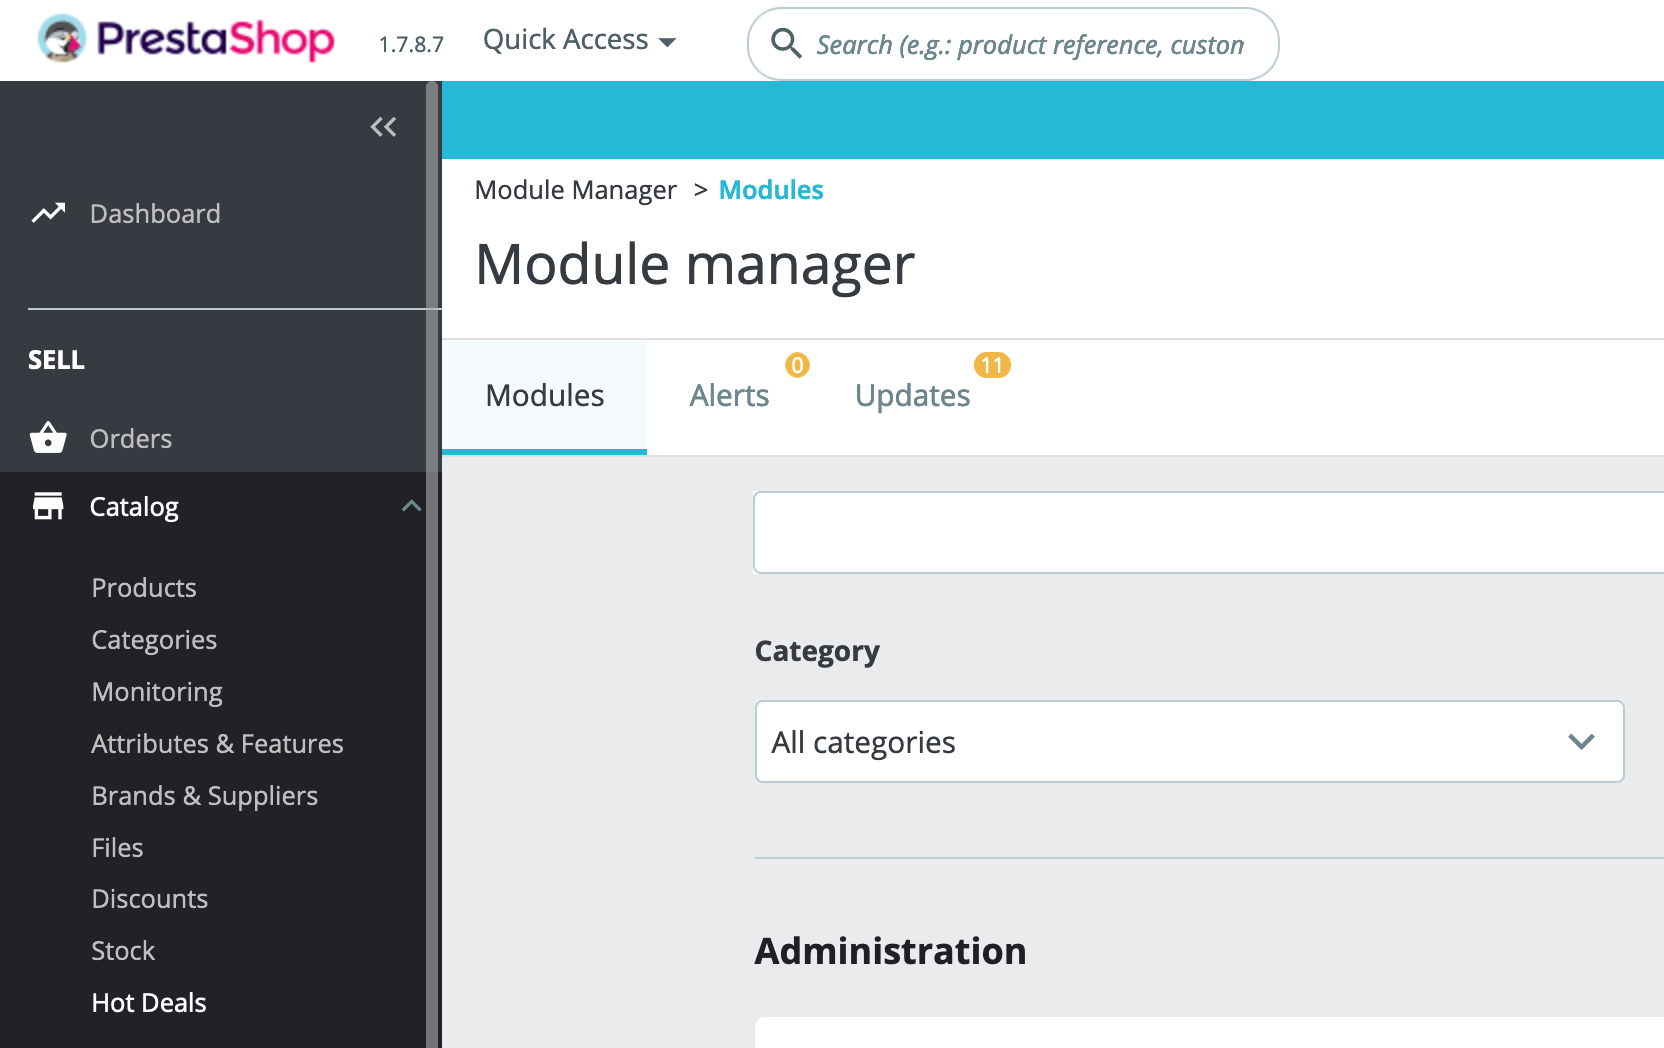 PrestaShop 1.7.8.7 Quick Access Search (e.g.: product reference, custon
Dashboard
SELL
Orders
Catalog
Products
Categories
Monitoring
Attributes & Features
Brands & Suppliers
Files
Discounts
Stock
Hot Deals
Module Manager > Modules
Module manager
Modules Alerts 0 Updates 11
Category
All categories
Administration